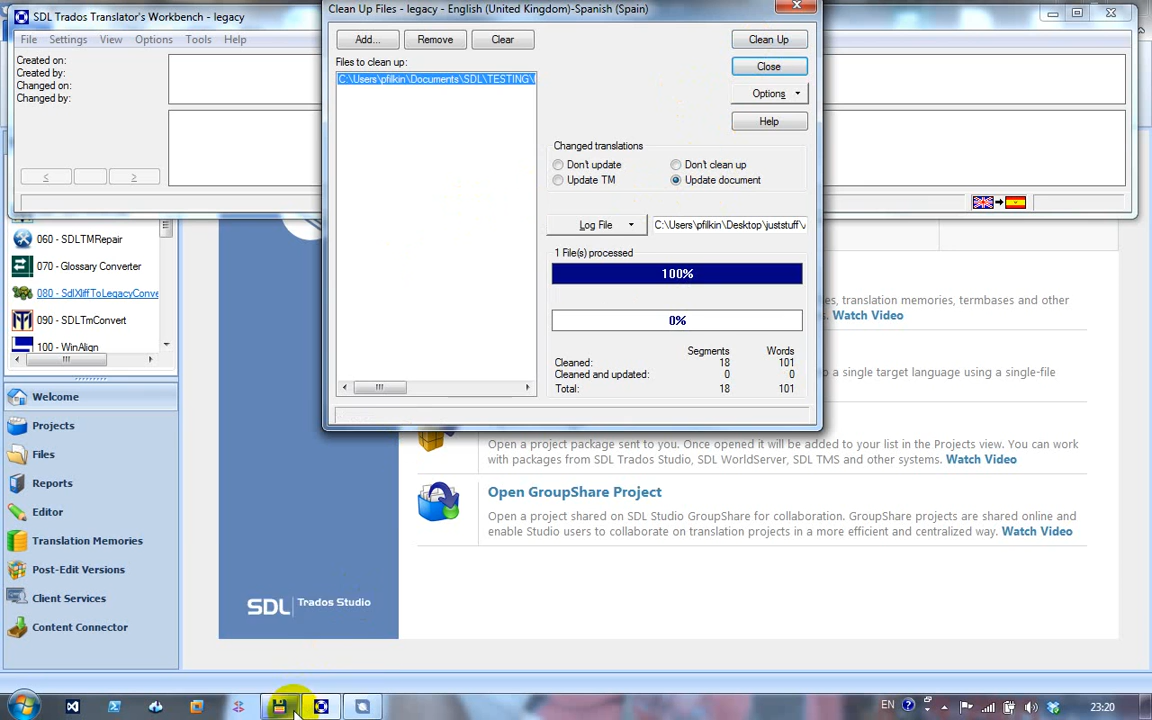 SDL Trados Translator's Workbench - legacy
File Settings View Options Tools Help
Created on:
Created by:
Changed on:
Changed by:
< >
Clean Up Files - legacy - English (United Kingdom)-Spanish (Spain)
Add... Remove Clear
Clean Up
Close
Options
Help
Files to clean up:
C:\Users\pfilkin\Documents\SDL\TESTING\
Changed translations
Don't update Don't clean up
Update TM Update document
Log File C:\Users\pfilkin\Desktop\juststuff\
1 File(s) processed
100%
0%
Segments Words
Cleaned: 18 101
Cleaned and updated: 0 0
Total: 18 101
060 - SDLTMRepair
070 - Glossary Converter
080 - SdlXliffToLegacyConve
090 - SDLTmConvert
100 - WinAlign
Welcome
Projects
Files
Reports
Editor
Translation Memories
Post-Edit Versions
Client Services
Content Connector
SDL Trados Studio
es, translation memories, termbases and other
s. Watch Video
to a single target language using a single-file
Open a project package sent to you. Once opened it will be added to your list in the Projects view. You can work
with packages from SDL Trados Studio, SDL WorldServer, SDL TMS and other systems. Watch Video
Open GroupShare Project
Open a project shared on SDL Studio GroupShare for collaboration. GroupShare projects are shared online and
enable Studio users to collaborate on translation projects in a more efficient and centralized way. Watch Video
EN 23:20